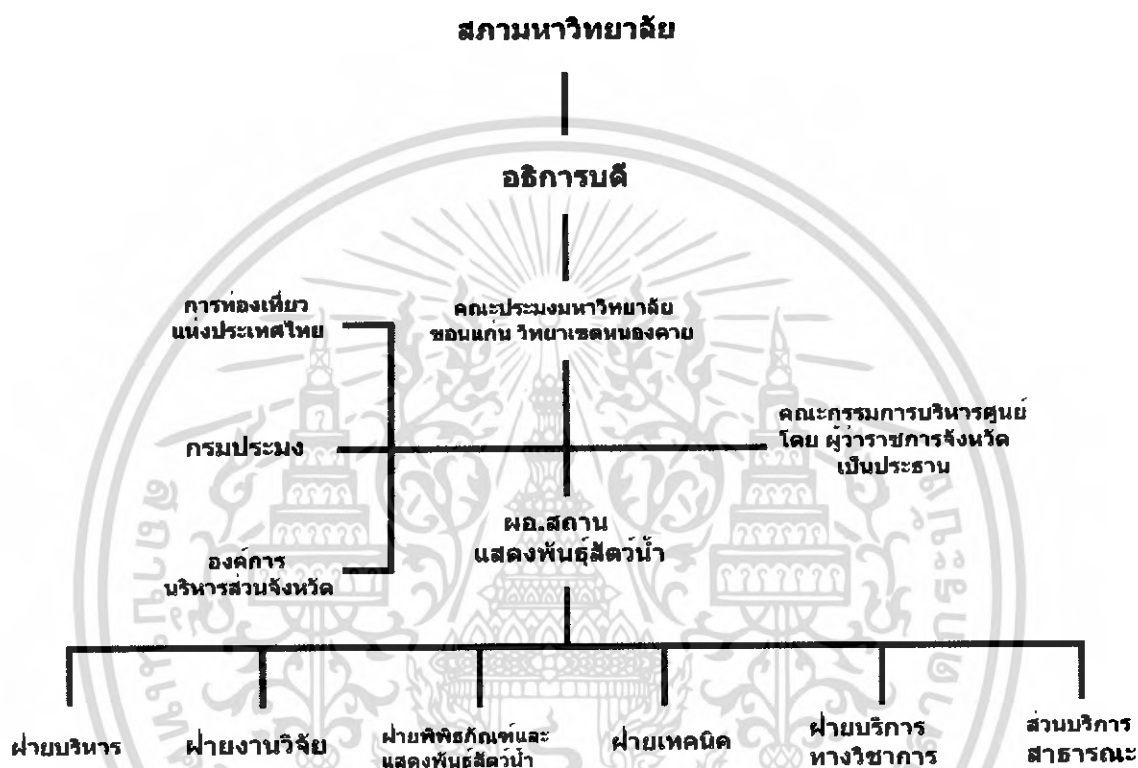 สภามหาวิทยาลัย
อธิการบดี
การท่องเที่ยว
แห่งประเทศไทย
คณะประมงมหาวิทยาลัย
ขอนแก่น วิทยาเขตหนองคาย
กรมประมง
คณะกรรมการบริหารศูนย์
โดย ผู้ว่าราชการจังหวัด
เป็นประธาน
องค์การ
บริหารส่วนจังหวัด
ผอ.สถาน
แสดงพันธุ์สัตว์น้ำ
ฝ่ายบริหาร
ฝ่ายงานวิจัย
ฝ่ายพิพิธภัณฑ์และ
แสดงพันธุ์สัตว์น้ำ
ฝ่ายเทคนิค
ฝ่ายบริการ
ทางวิชาการ
ส่วนบริการ
สาธารณะ